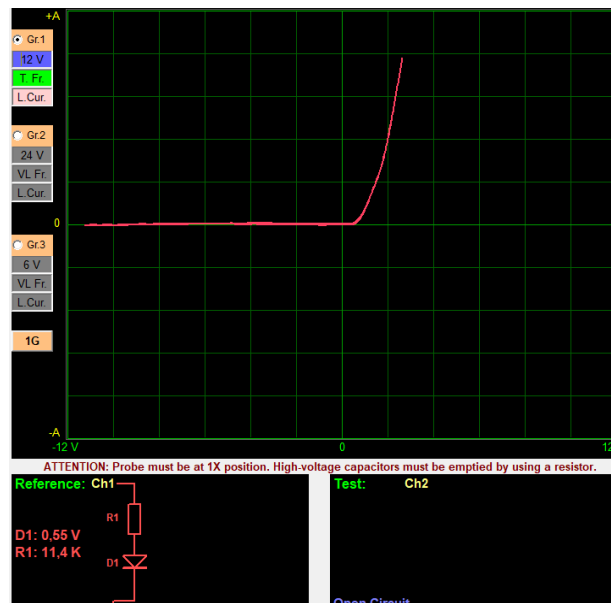 +A
Gr.1
12 V
T. Fr.
L.Cur.
Gr.2
24 V
VL Fr.
L.Cur.
0
Gr.3
6 V
VL Fr.
L.Cur.
1G
-A
-12 V 0 12
ATTENTION: Probe must be at 1X position. High-voltage capacitors must be emptied by using a resistor.
Reference: Ch1
R1
D1: 0,55 V
R1: 11,4 K
D1
Test: Ch2
Open Circuit